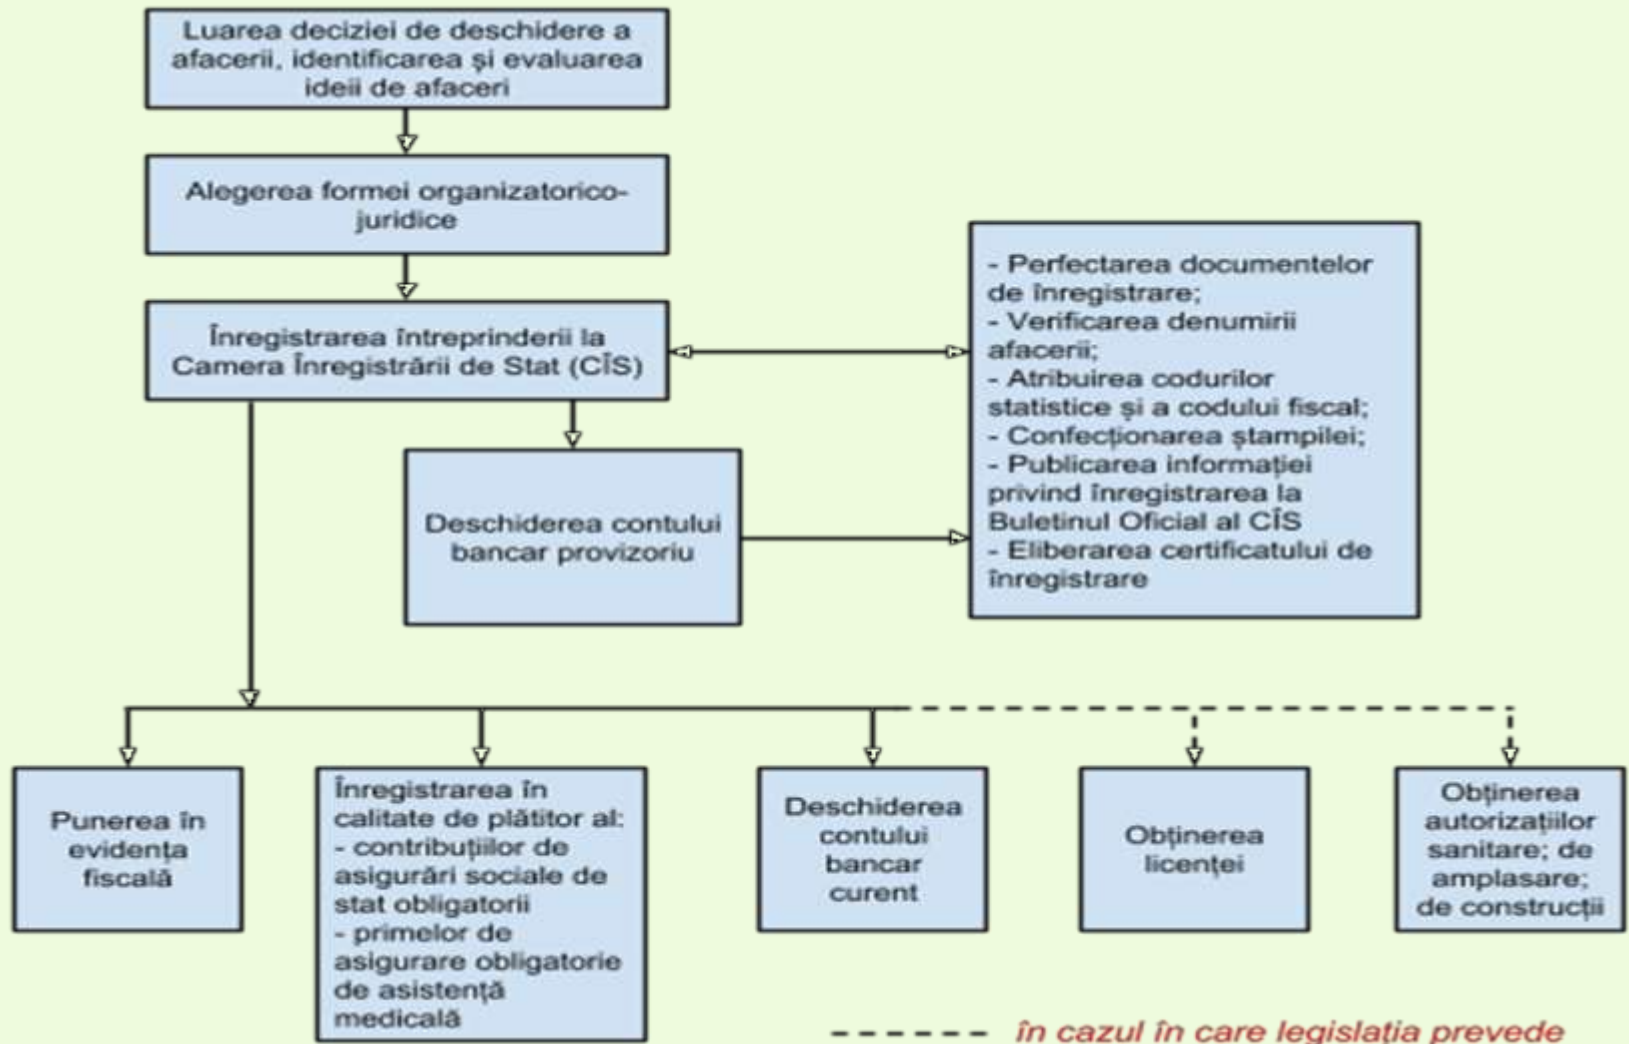 Luarea deciziei de deschidere a
afacerii, identificarea și evaluarea
ideii de afaceri
Alegerea formei organizatorico-
juridice
Înregistrarea întreprinderii la
Camera Înregistrării de Stat (CÎS)
- Perfectarea documentelor
de înregistrare;
- Verificarea denumirii
afacerii;
- Atribuirea codurilor
statistice și a codului fiscal;
- Confecționarea ștampilei;
- Publicarea informației
privind înregistrarea la
Buletinul Oficial al CÎS
- Eliberarea certificatului de
înregistrare
Deschiderea contului
bancar provizoriu
Punerea în
evidența
fiscală
Înregistrarea în
calitate de plătitor al:
- contribuțiilor de
asigurări sociale de
stat obligatorii
- primelor de
asigurare obligatorie
de asistență
medicală
Deschiderea
contului
bancar
curent
Obținerea
licenței
Obținerea
autorizațiilor
sanitare; de
amplasare;
de construcții
în cazul în care legislația prevede